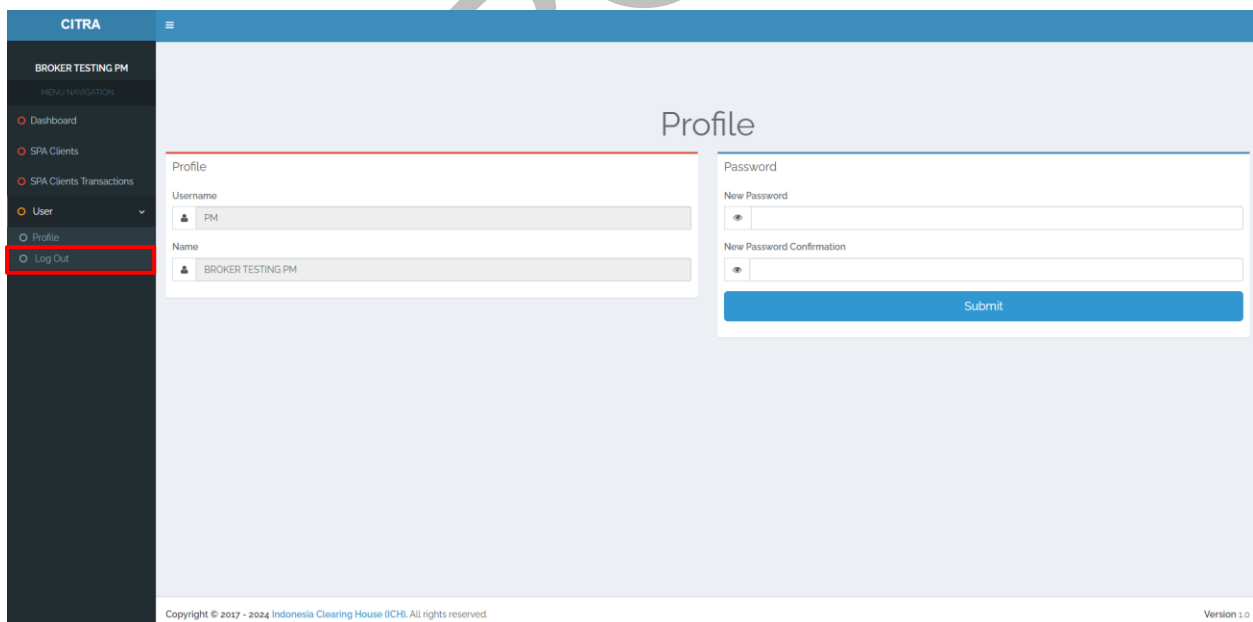 CITRA
BROKER TESTING PM
MENU NAVIGATION
Dashboard
SPA Clients
SPA Clients Transactions
User
Profile
Log Out
Profile
Profile
Username
PM
Name
BROKER TESTING PM
Password
New Password
New Password Confirmation
Submit
Copyright © 2017 - 2024 Indonesia Clearing House (ICH). All rights reserved.
Version 1.0